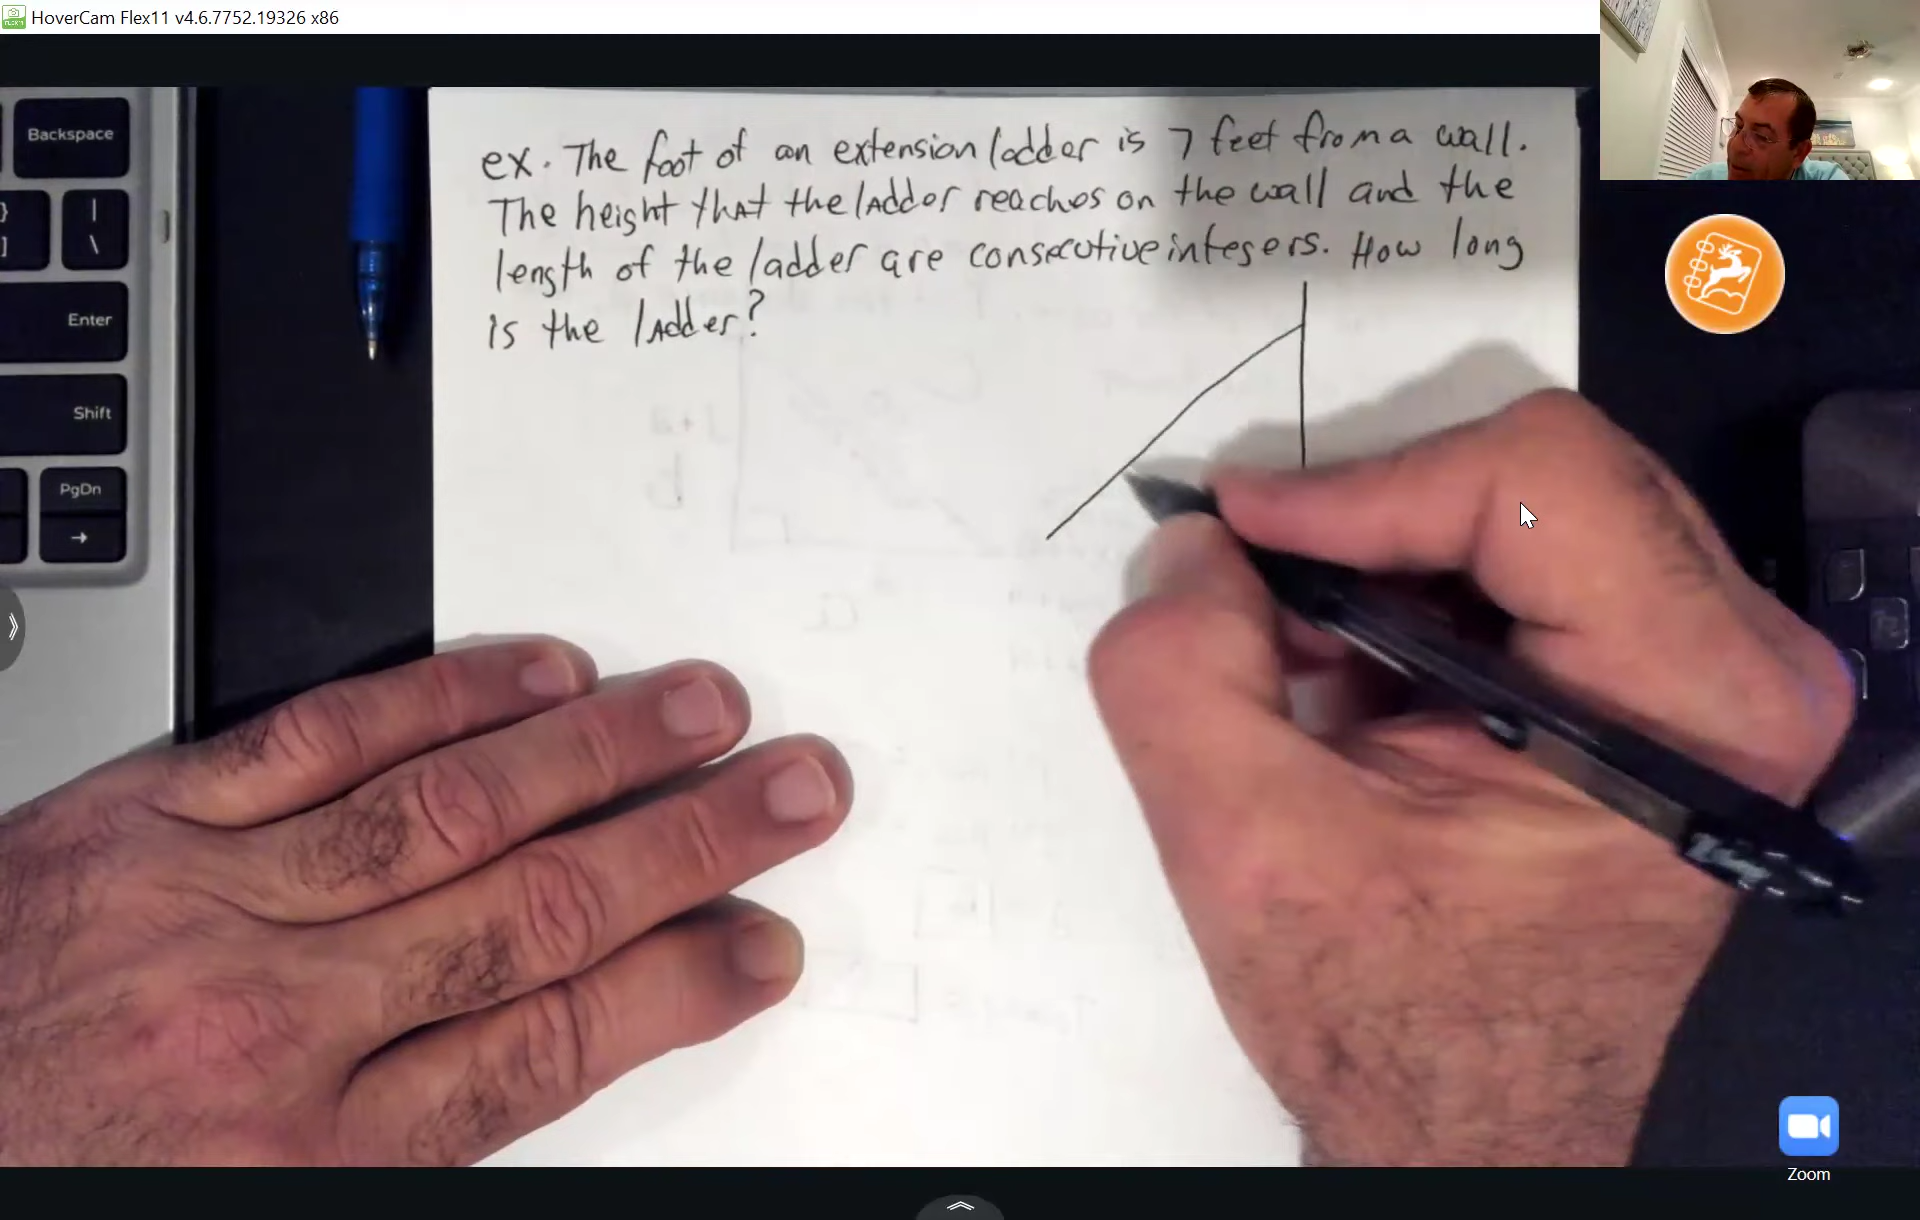 HoverCam Flex11 v4.6.7752.19326 x86
ex. The foot of an extension ladder is 7 feet from a wall.
The height that the ladder reaches on the wall and the
length of the ladder are consecutive integers. How long
is the ladder?
Backspace
}
]
|
\
Enter
Shift
PgDn
Zoom